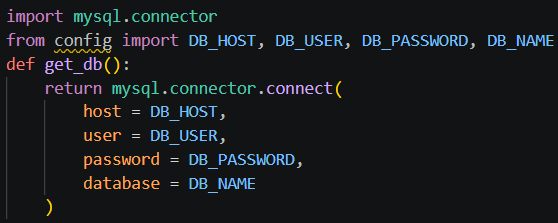 import mysql.connector
from config import DB_HOST, DB_USER, DB_PASSWORD, DB_NAME
def get_db():
    return mysql.connector.connect(
        host = DB_HOST,
        user = DB_USER,
        password = DB_PASSWORD,
        database = DB_NAME
    )